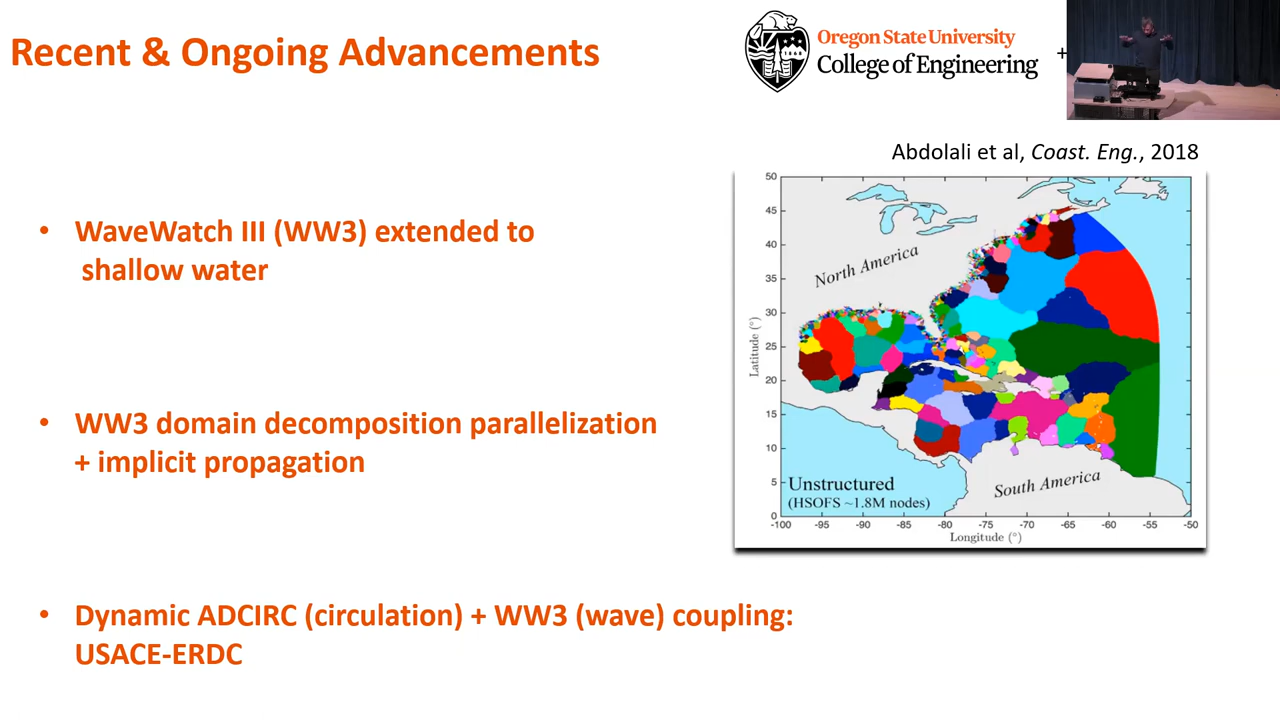 Recent & Ongoing Advancements
Oregon State University
College of Engineering
+
Abdolali et al, Coast. Eng., 2018
• WaveWatch III (WW3) extended to
shallow water
• WW3 domain decomposition parallelization
+ implicit propagation
• Dynamic ADCIRC (circulation) + WW3 (wave) coupling:
USACE-ERDC
50
45
40
35
30
25
20
15
10
5
0
Latitude (°)
North America
South America
Unstructured
(HSOFS ~1.8M nodes)
-100 -95 -90 -85 -80 -75 -70 -65 -60 -55 -50
Longitude (°)